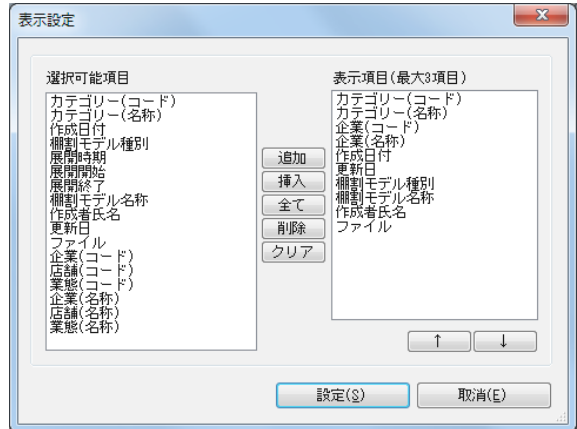 表示設定
選択可能項目
カテゴリー(コード)
カテゴリー(名称)
作成日付
棚割モデル種別
展開時期
展開開始
展開終了
棚割モデル名称
作成者氏名
更新日
ファイル
企業(コード)
店舗(コード)
業態(コード)
企業(名称)
店舗(名称)
業態(名称)
追加
挿入
全て
削除
クリア
表示項目(最大3項目)
カテゴリー(コード)
カテゴリー(名称)
企業(コード)
企業(名称)
作成日付
更新日
棚割モデル種別
棚割モデル名称
作成者氏名
ファイル
↑ ↓
設定(S) 取消(E)